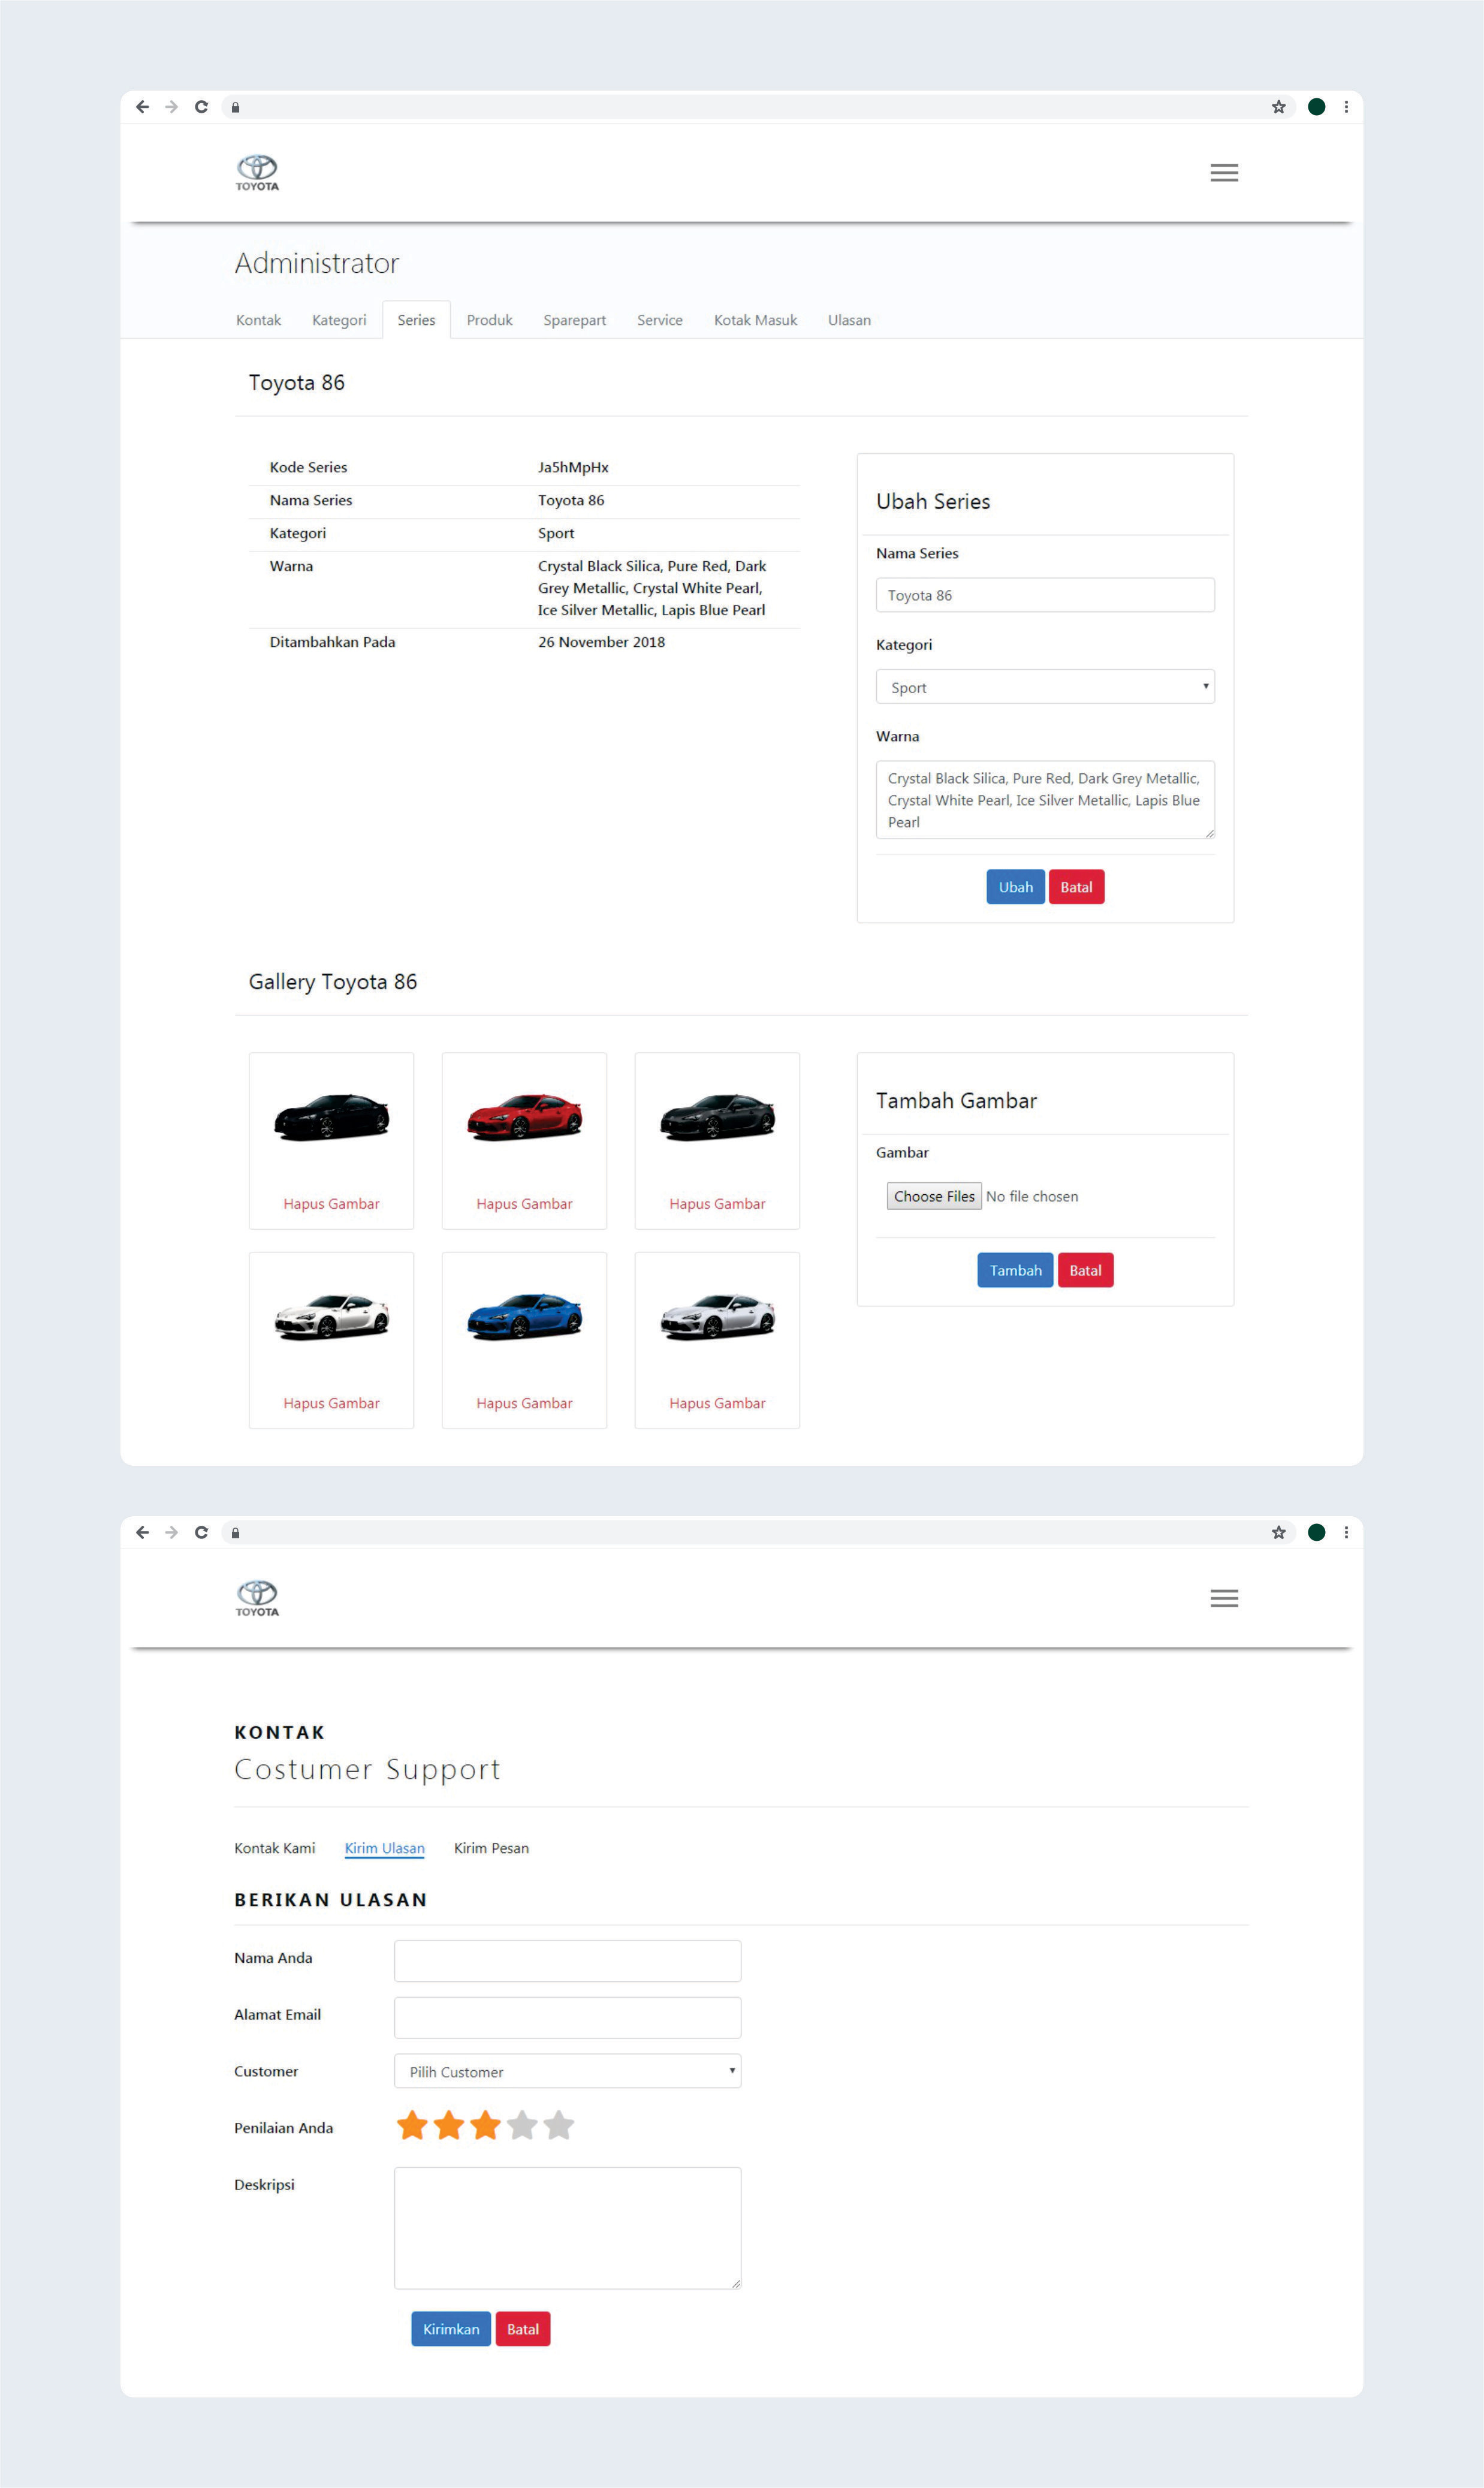 TOYOTA
Administrator
Kontak Kategori Series Produk Sparepart Service Kotak Masuk Ulasan
Toyota 86
Kode Series Ja5hMpHx
Nama Series Toyota 86
Kategori Sport
Warna Crystal Black Silica, Pure Red, Dark
Grey Metallic, Crystal White Pearl,
Ice Silver Metallic, Lapis Blue Pearl
Ditambahkan Pada 26 November 2018
Ubah Series
Nama Series
Toyota 86
Kategori
Sport
Warna
Crystal Black Silica, Pure Red, Dark Grey Metallic,
Crystal White Pearl, Ice Silver Metallic, Lapis Blue
Pearl
Ubah Batal
Gallery Toyota 86
Hapus Gambar Hapus Gambar Hapus Gambar
Hapus Gambar Hapus Gambar Hapus Gambar
Tambah Gambar
Gambar
Choose Files No file chosen
Tambah Batal
TOYOTA
KONTAK
Costumer Support
Kontak Kami Kirim Ulasan Kirim Pesan
BERIKAN ULASAN
Nama Anda
Alamat Email
Customer Pilih Customer
Penilaian Anda
Deskripsi
Kirimkan Batal